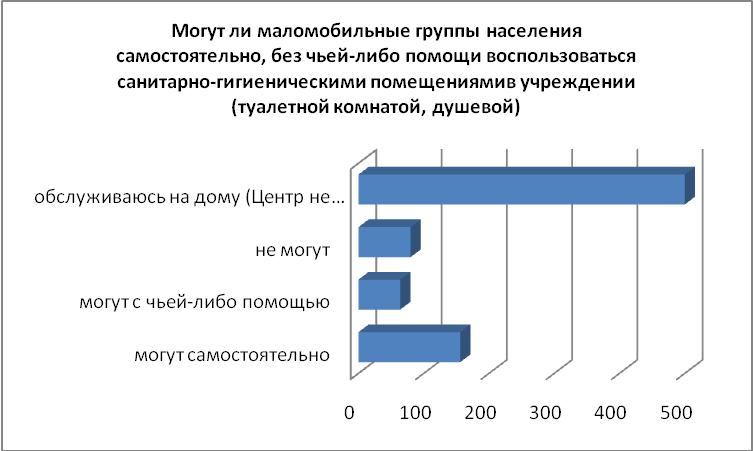 Могут ли маломобильные группы населения
самостоятельно, без чьей-либо помощи воспользоваться
санитарно-гигиеническими помещениямив учреждении
(туалетной комнатой, душевой)
обслуживаюсь на дому (Центр не…
не могут
могут с чьей-либо помощью
могут самостоятельно
0 100 200 300 400 500